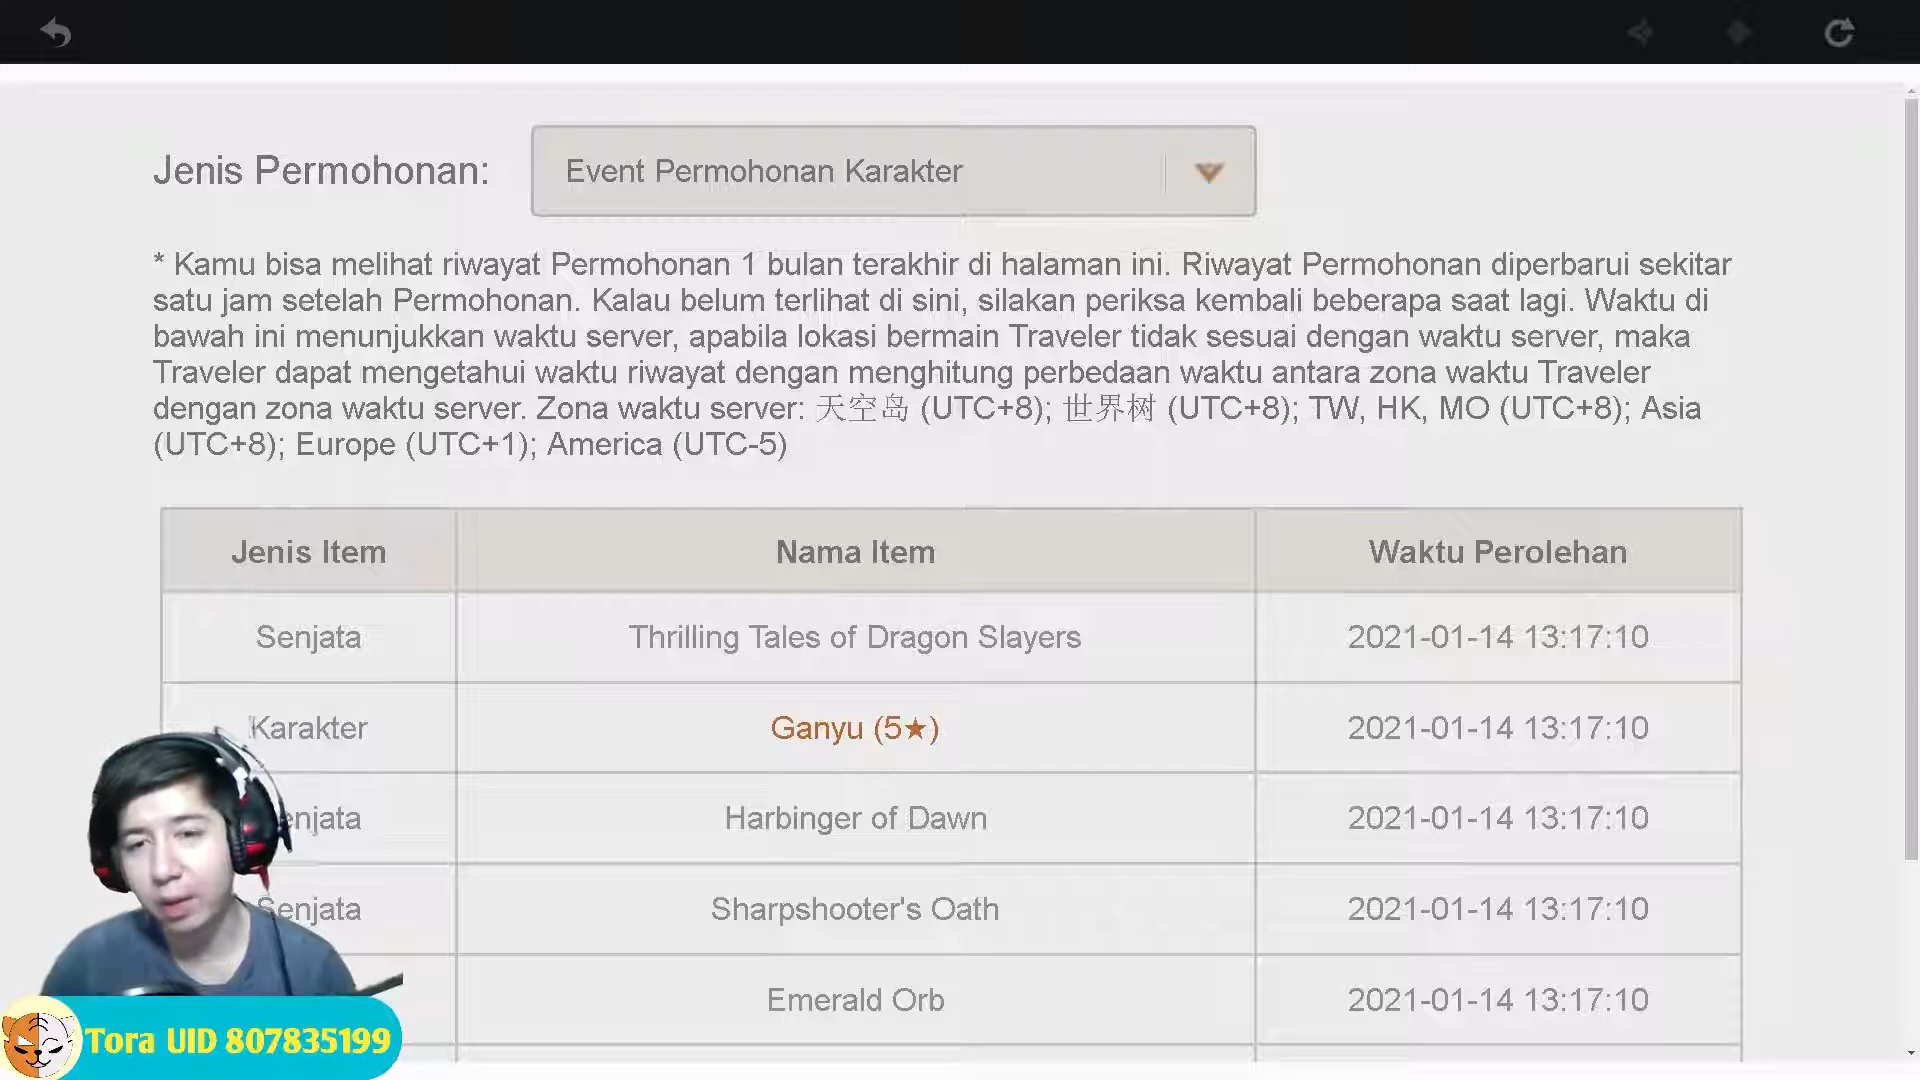 Jenis Permohonan:
Event Permohonan Karakter
* Kamu bisa melihat riwayat Permohonan 1 bulan terakhir di halaman ini. Riwayat Permohonan diperbarui sekitar
satu jam setelah Permohonan. Kalau belum terlihat di sini, silakan periksa kembali beberapa saat lagi. Waktu di
bawah ini menunjukkan waktu server, apabila lokasi bermain Traveler tidak sesuai dengan waktu server, maka
Traveler dapat mengetahui waktu riwayat dengan menghitung perbedaan waktu antara zona waktu Traveler
dengan zona waktu server. Zona waktu server: 天空岛 (UTC+8); 世界树 (UTC+8); TW, HK, MO (UTC+8); Asia
(UTC+8); Europe (UTC+1); America (UTC-5)
Jenis Item Nama Item Waktu Perolehan
Senjata Thrilling Tales of Dragon Slayers 2021-01-14 13:17:10
Karakter Ganyu (5★) 2021-01-14 13:17:10
enjata Harbinger of Dawn 2021-01-14 13:17:10
Senjata Sharpshooter's Oath 2021-01-14 13:17:10
Emerald Orb 2021-01-14 13:17:10
Tora UID 807835199